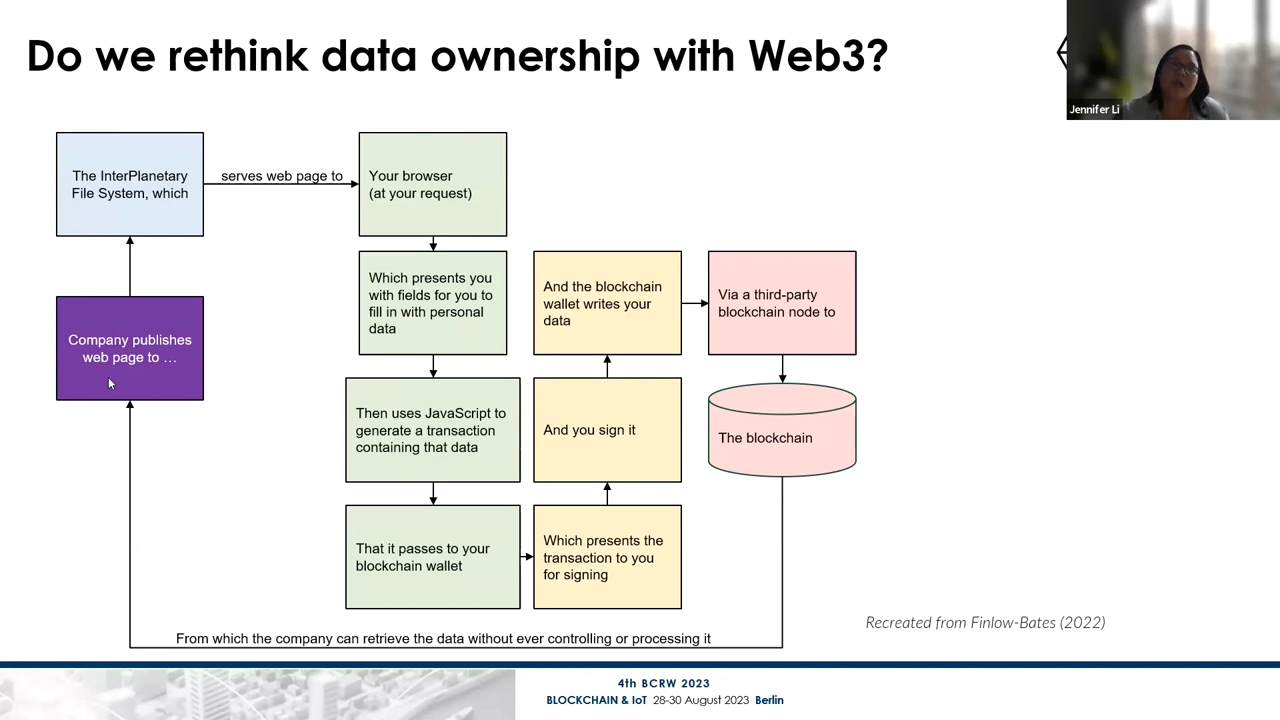 Do we rethink data ownership with Web3?
Jennifer Li
The InterPlanetary
File System, which
serves web page to
Your browser
(at your request)
Company publishes
web page to …
Which presents you
with fields for you to
fill in with personal
data
Then uses JavaScript to
generate a transaction
containing that data
That it passes to your
blockchain wallet
Which presents the
transaction to you
for signing
And you sign it
And the blockchain
wallet writes your
data
Via a third-party
blockchain node to
The blockchain
From which the company can retrieve the data without ever controlling or processing it
Recreated from Finlow-Bates (2022)
4th BCRW 2023
BLOCKCHAIN & IoT 28-30 August 2023 Berlin